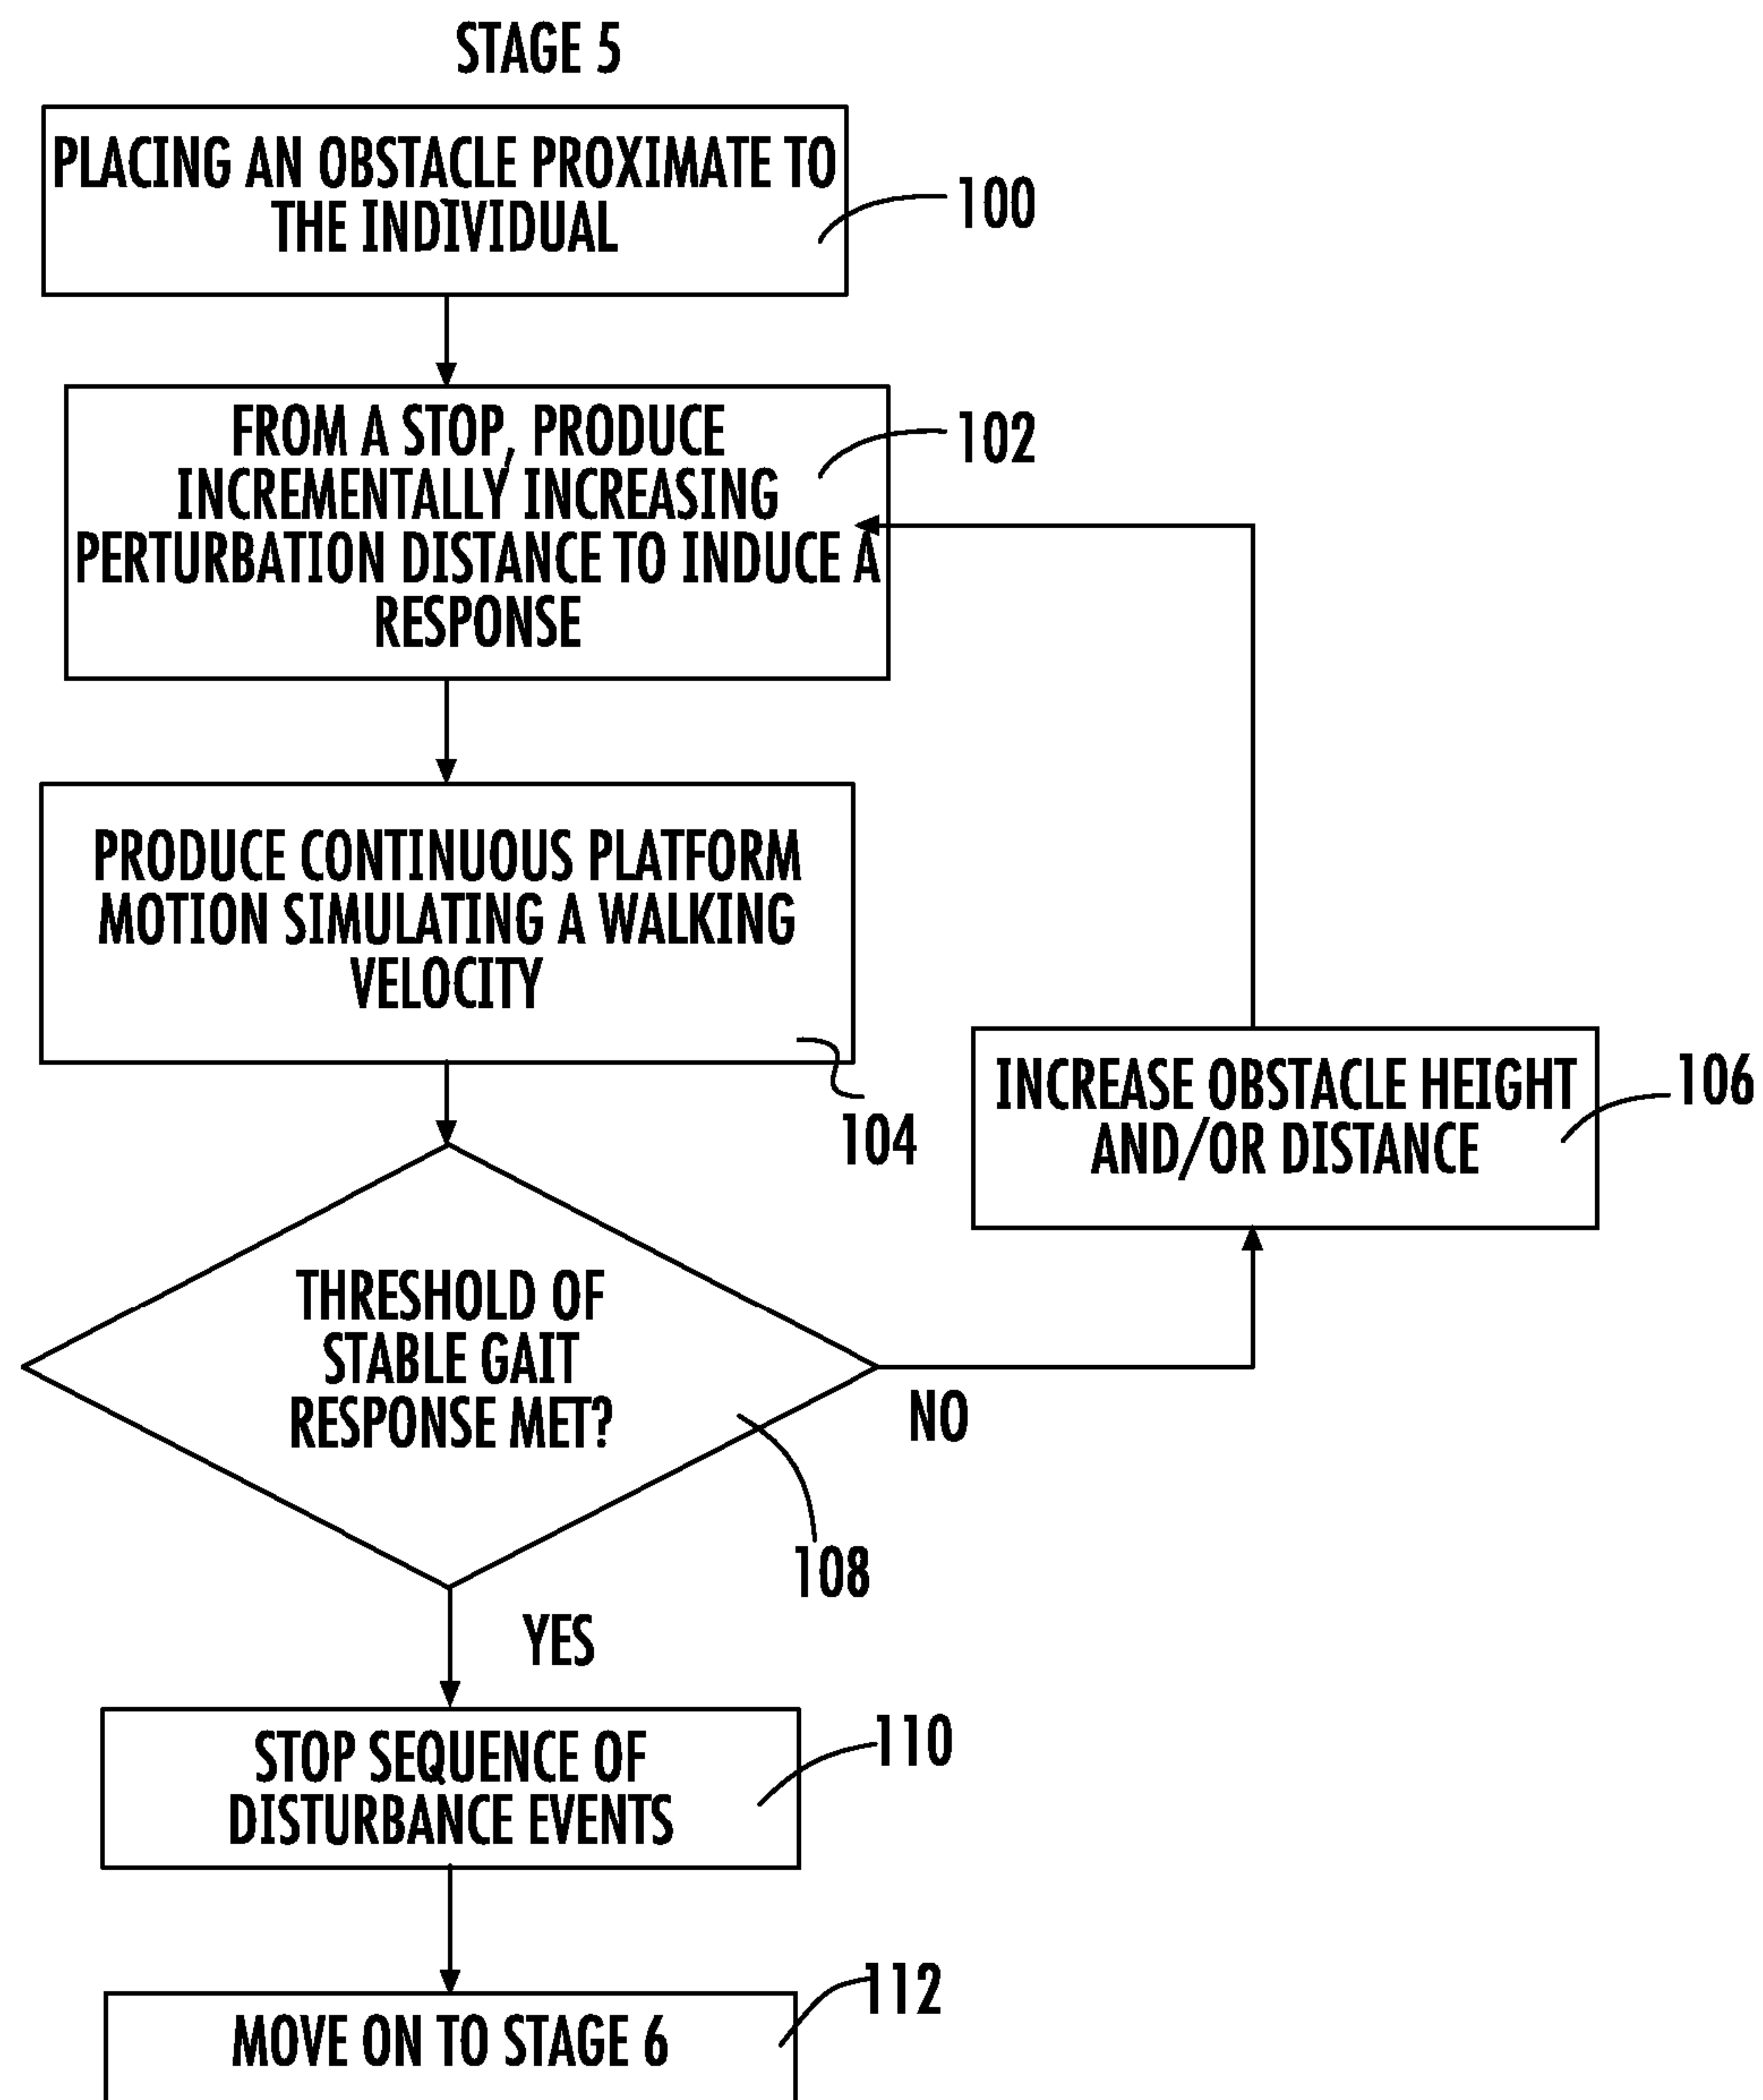 STAGE 5
PLACING AN OBSTACLE PROXIMATE TO
THE INDIVIDUAL
100
FROM A STOP, PRODUCE
INCREMENTALLY INCREASING
PERTURBATION DISTANCE TO INDUCE A
RESPONSE
102
PRODUCE CONTINUOUS PLATFORM
MOTION SIMULATING A WALKING
VELOCITY
104
INCREASE OBSTACLE HEIGHT
AND/OR DISTANCE
106
THRESHOLD OF
STABLE GAIT
RESPONSE MET?
NO
108
YES
STOP SEQUENCE OF
DISTURBANCE EVENTS
110
MOVE ON TO STAGE 6
112